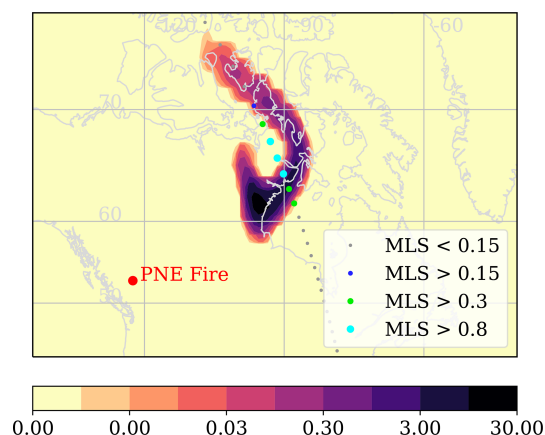 -120 -90 -60
70
60
PNE Fire
MLS < 0.15
MLS > 0.15
MLS > 0.3
MLS > 0.8
0.00 0.00 0.03 0.30 3.00 30.00